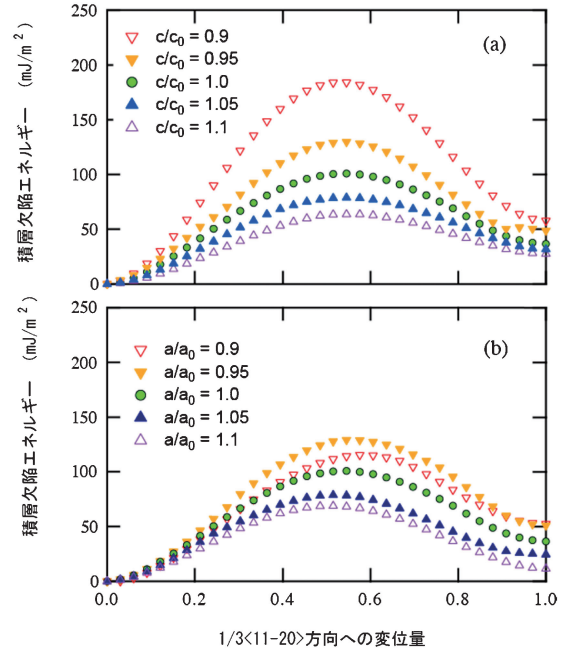 250
200
150
100
50
0
積層欠陥エネルギー (mJ/m²)
(a)
c/c₀ = 0.9
c/c₀ = 0.95
c/c₀ = 1.0
c/c₀ = 1.05
c/c₀ = 1.1
250
200
150
100
50
0
積層欠陥エネルギー (mJ/m²)
(b)
a/a₀ = 0.9
a/a₀ = 0.95
a/a₀ = 1.0
a/a₀ = 1.05
a/a₀ = 1.1
0.0 0.2 0.4 0.6 0.8 1.0
1/3<11-20>方向への変位量